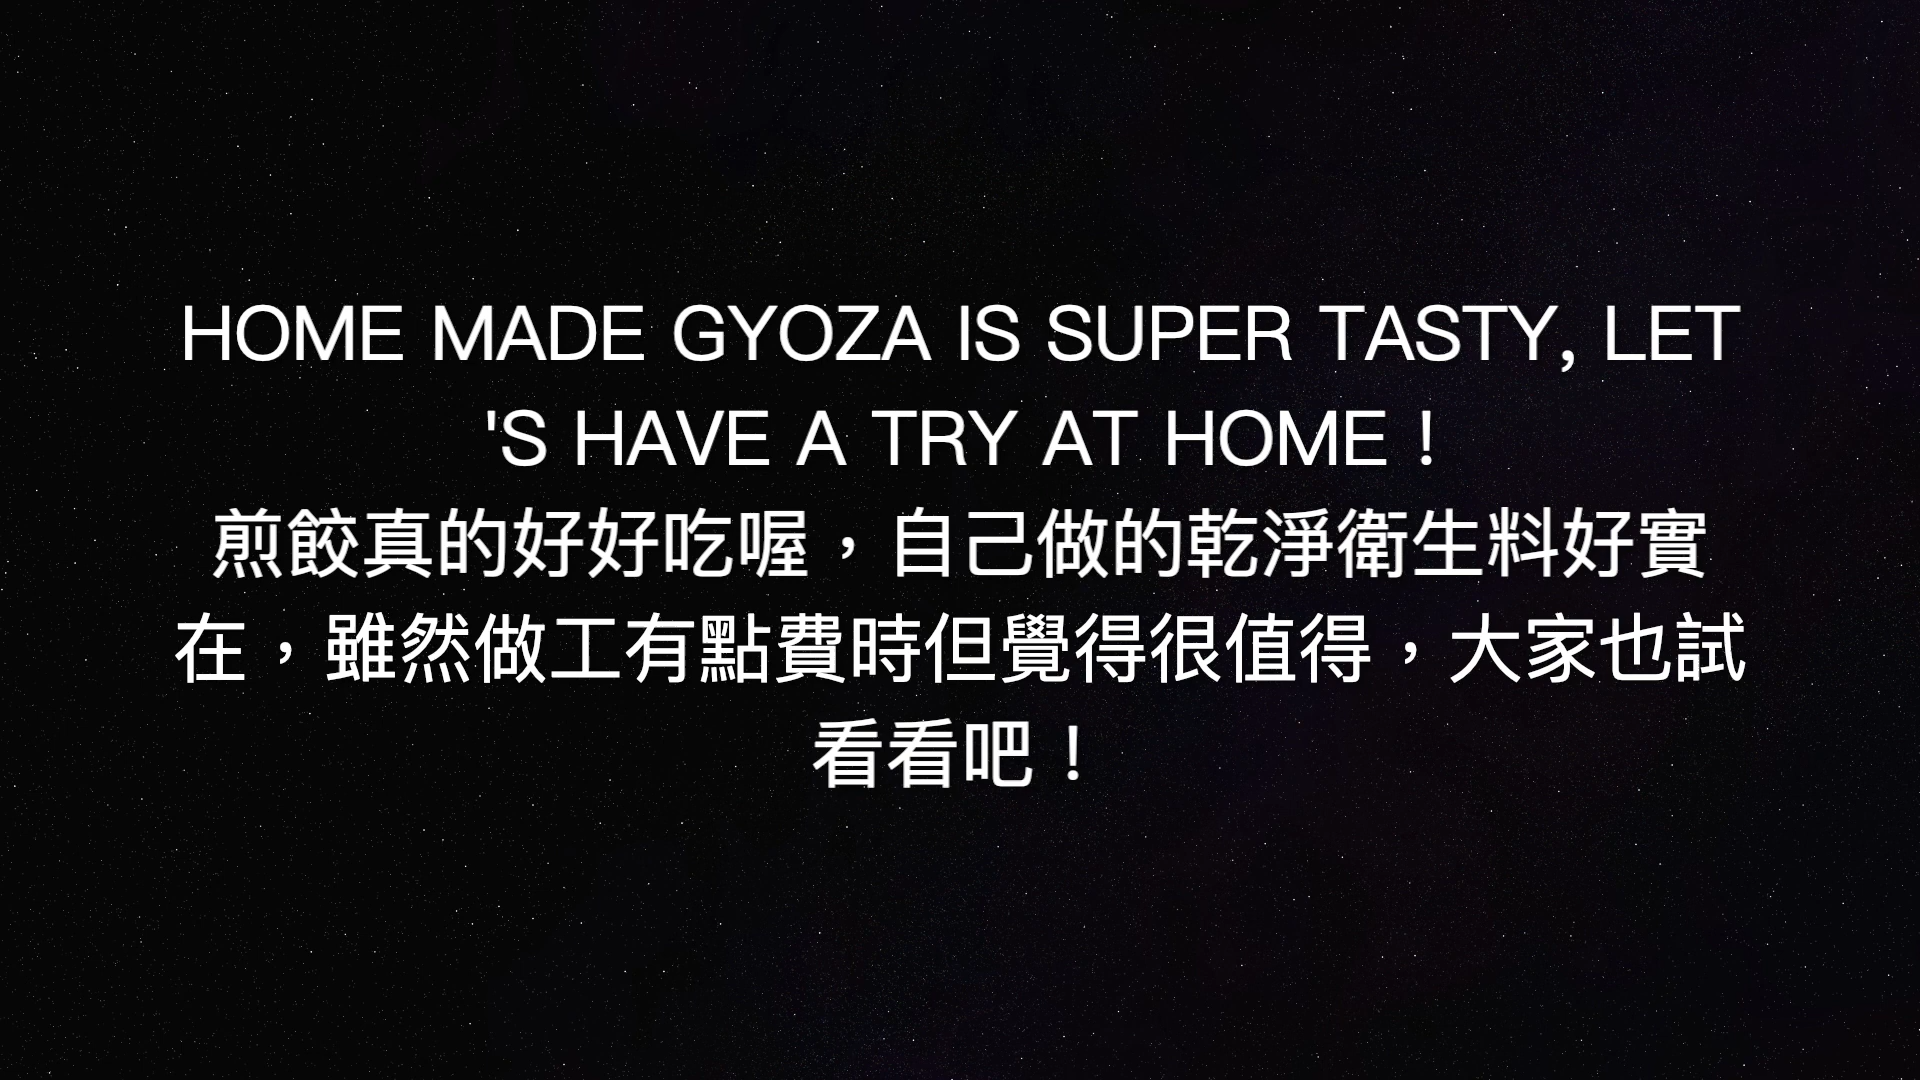 HOME MADE GYOZA IS SUPER TASTY, LET
'S HAVE A TRY AT HOME！
煎餃真的好好吃喔，自己做的乾淨衛生料好實
在，雖然做工有點費時但覺得很值得，大家也試
看看吧！